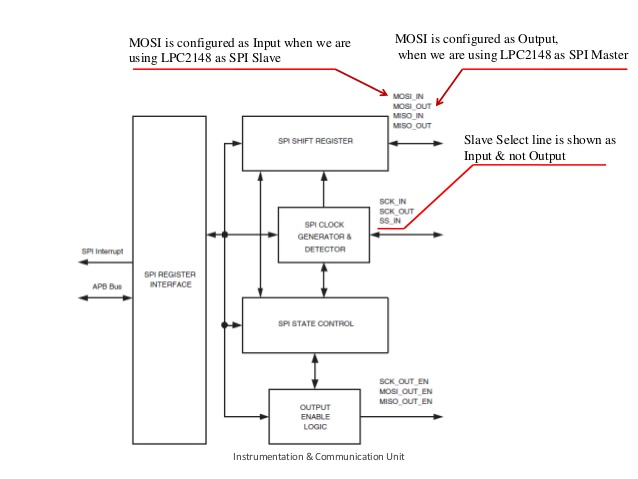 MOSI is configured as Input when we are
using LPC2148 as SPI Slave
MOSI is configured as Output,
when we are using LPC2148 as SPI Master
MOSI_IN
MOSI_OUT
MISO_IN
MISO_OUT
SPI SHIFT REGISTER
Slave Select line is shown as
Input & not Output
SCK_IN
SCK_OUT
SS_IN
SPI CLOCK
GENERATOR &
DETECTOR
SPI Interrupt
APB Bus
SPI REGISTER
INTERFACE
SPI STATE CONTROL
SCK_OUT_EN
MOSI_OUT_EN
MISO_OUT_EN
OUTPUT
ENABLE
LOGIC
Instrumentation & Communication Unit